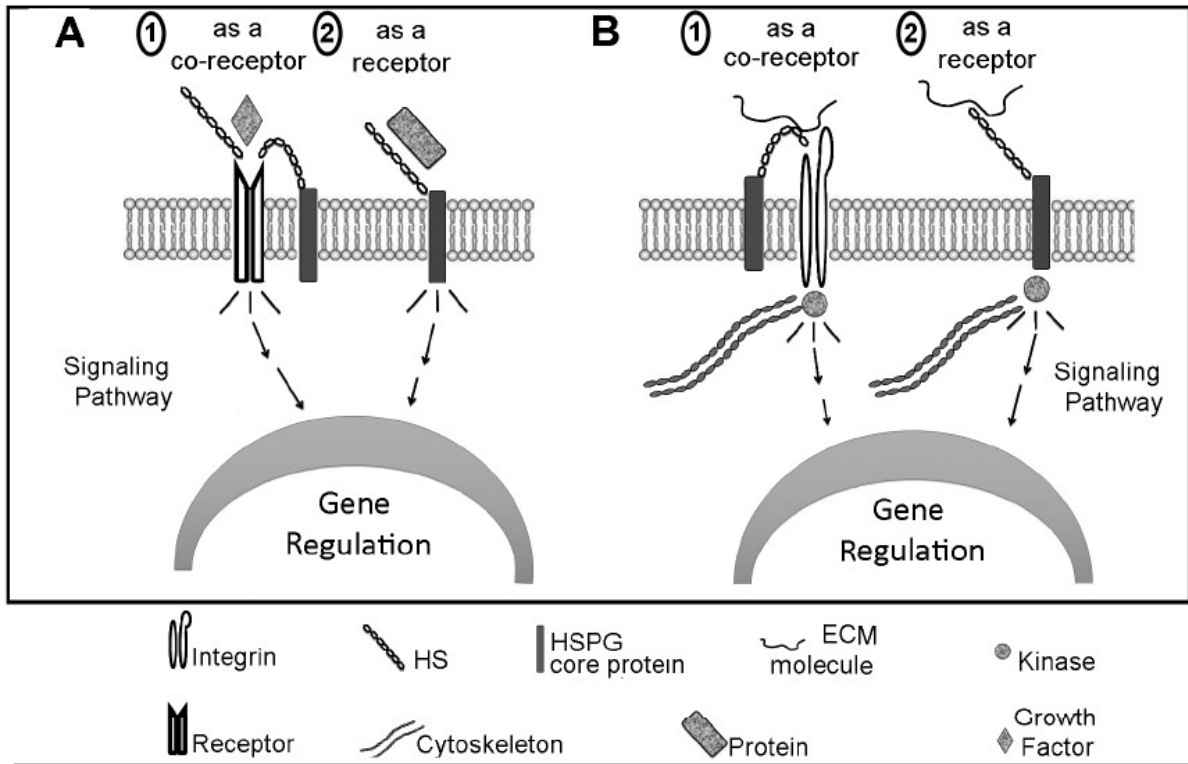 A
1
as a
co-receptor
2
as a
receptor
Signaling
Pathway
Gene
Regulation
B
1
as a
co-receptor
2
as a
receptor
Signaling
Pathway
Gene
Regulation
Integrin
HS
HSPG
core protein
ECM
molecule
Kinase
Receptor
Cytoskeleton
Protein
Growth
Factor